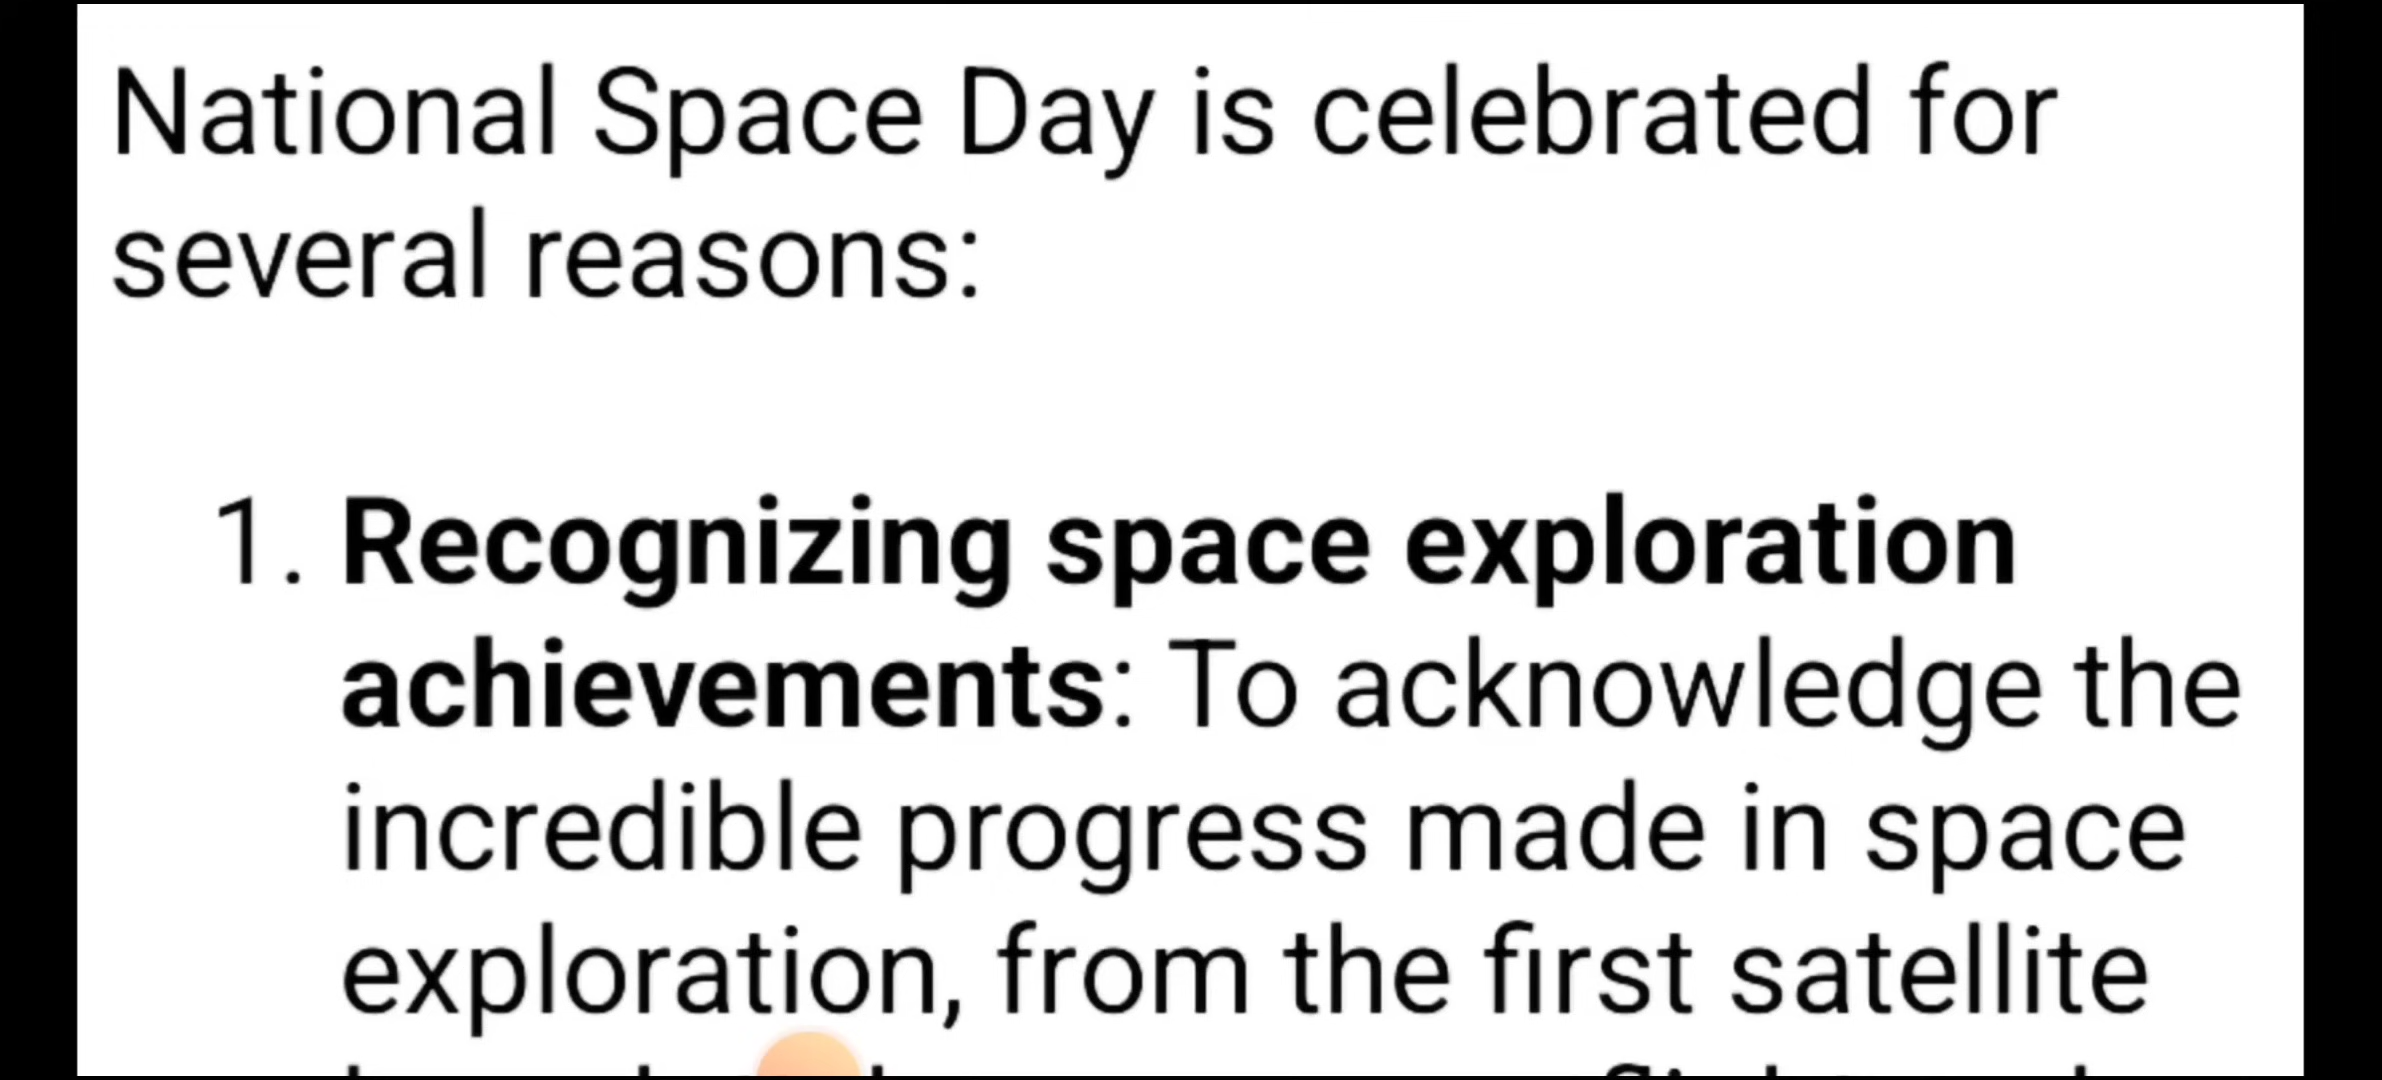 National Space Day is celebrated for
several reasons:
1. Recognizing space exploration
achievements: To acknowledge the
incredible progress made in space
exploration, from the first satellite